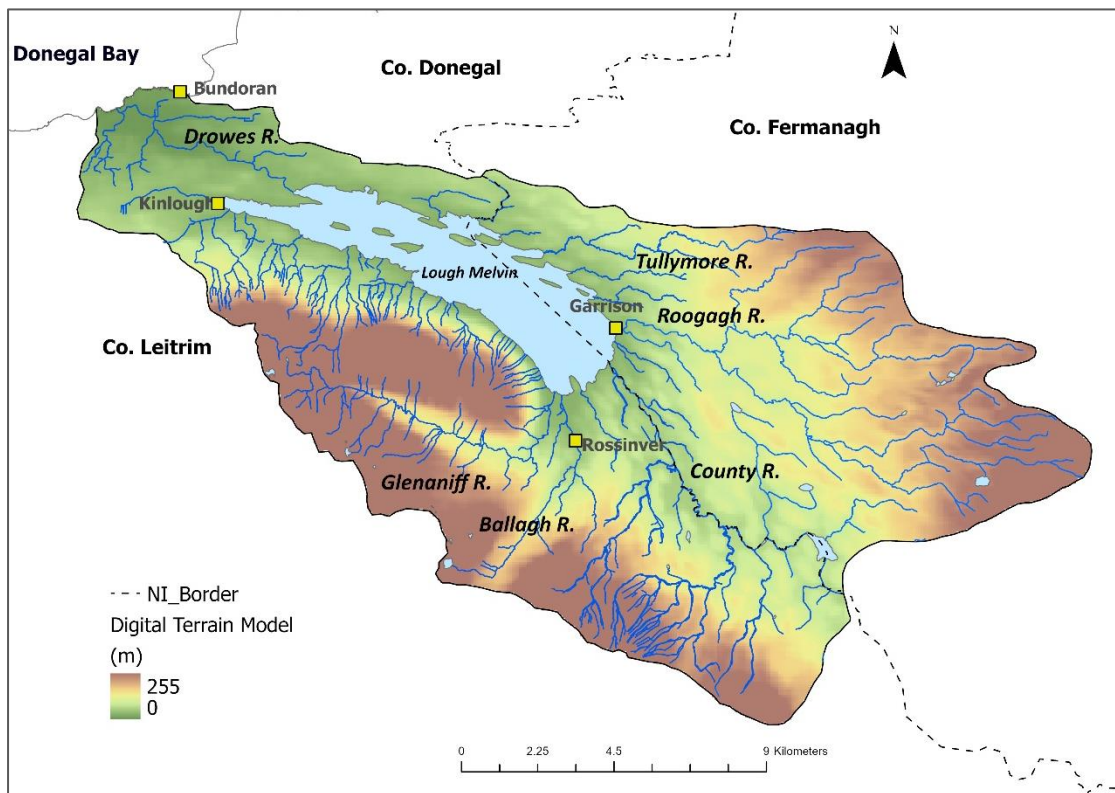 N
Donegal Bay
Co. Donegal
Bundoran
Co. Fermanagh
Drowes R.
Kinlough
Tullymore R.
Lough Melvin
Garrison
Roogagh R.
Co. Leitrim
Rossinver
County R.
Glenaniff R.
Ballagh R.
NI_Border
Digital Terrain Model
(m)
255
0
0 2.25 4.5 9 Kilometers